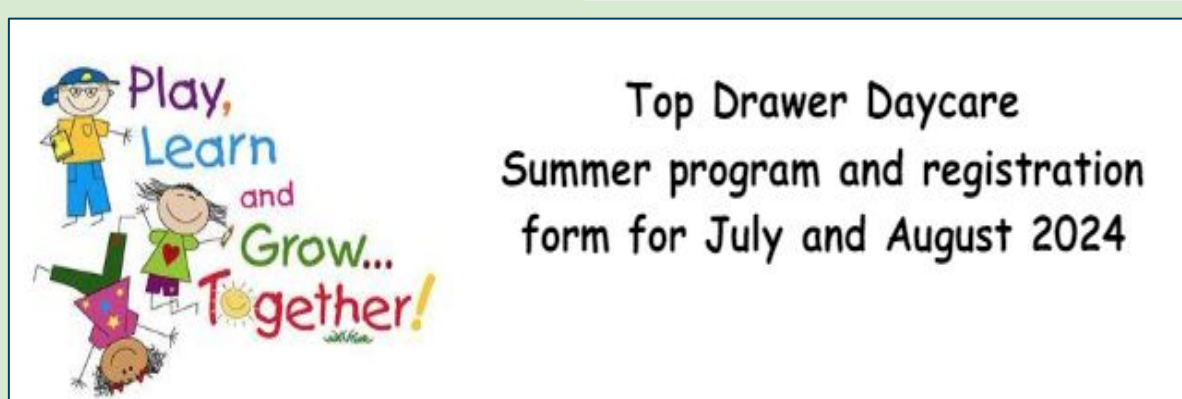 Play,
Learn
and
Grow...
Together!
Top Drawer Daycare
Summer program and registration
form for July and August 2024